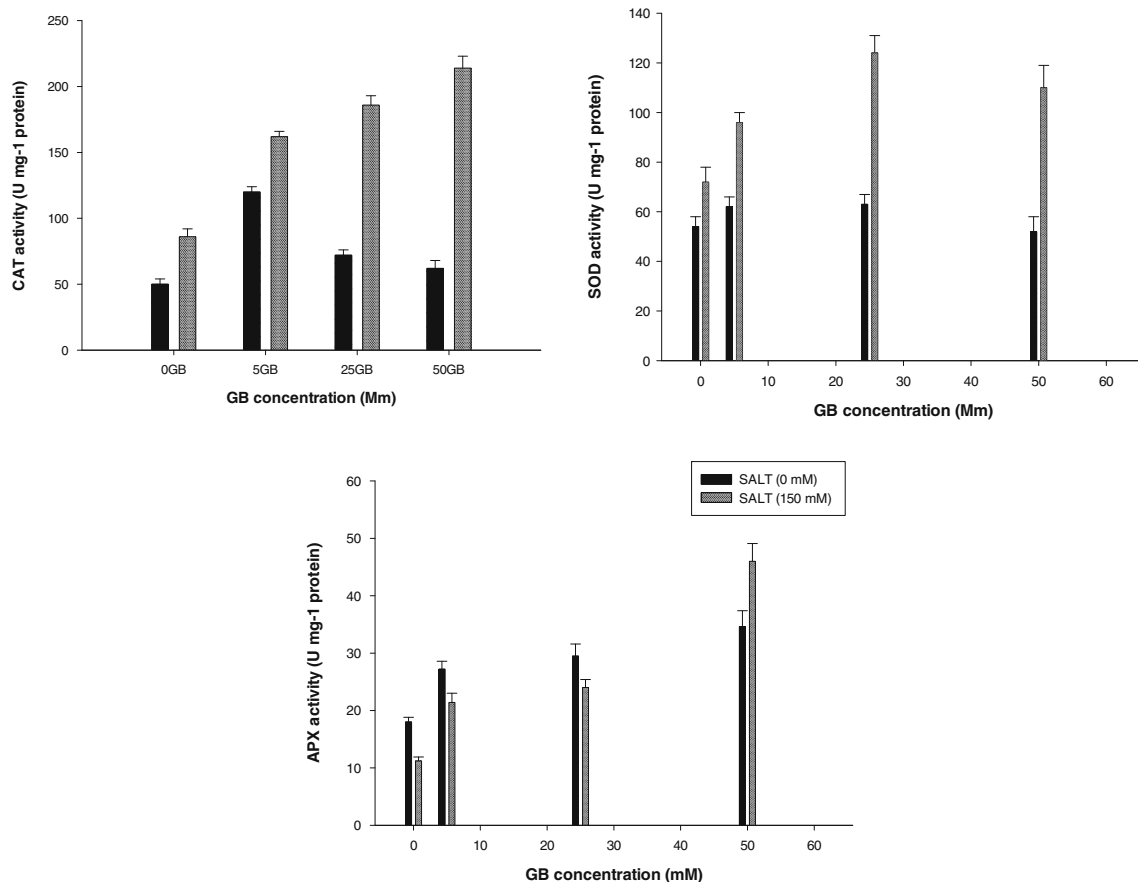 250
200
150
100
50
0
CAT activity (U mg-1 protein)
0GB 5GB 25GB 50GB
GB concentration (Mm)
140
120
100
80
60
40
20
0
SOD activity (U mg-1 protein)
0 10 20 30 40 50 60
GB concentration (Mm)
SALT (0 mM)
SALT (150 mM)
60
50
40
30
20
10
0
APX activity (U mg-1 protein)
0 10 20 30 40 50 60
GB concentration (mM)